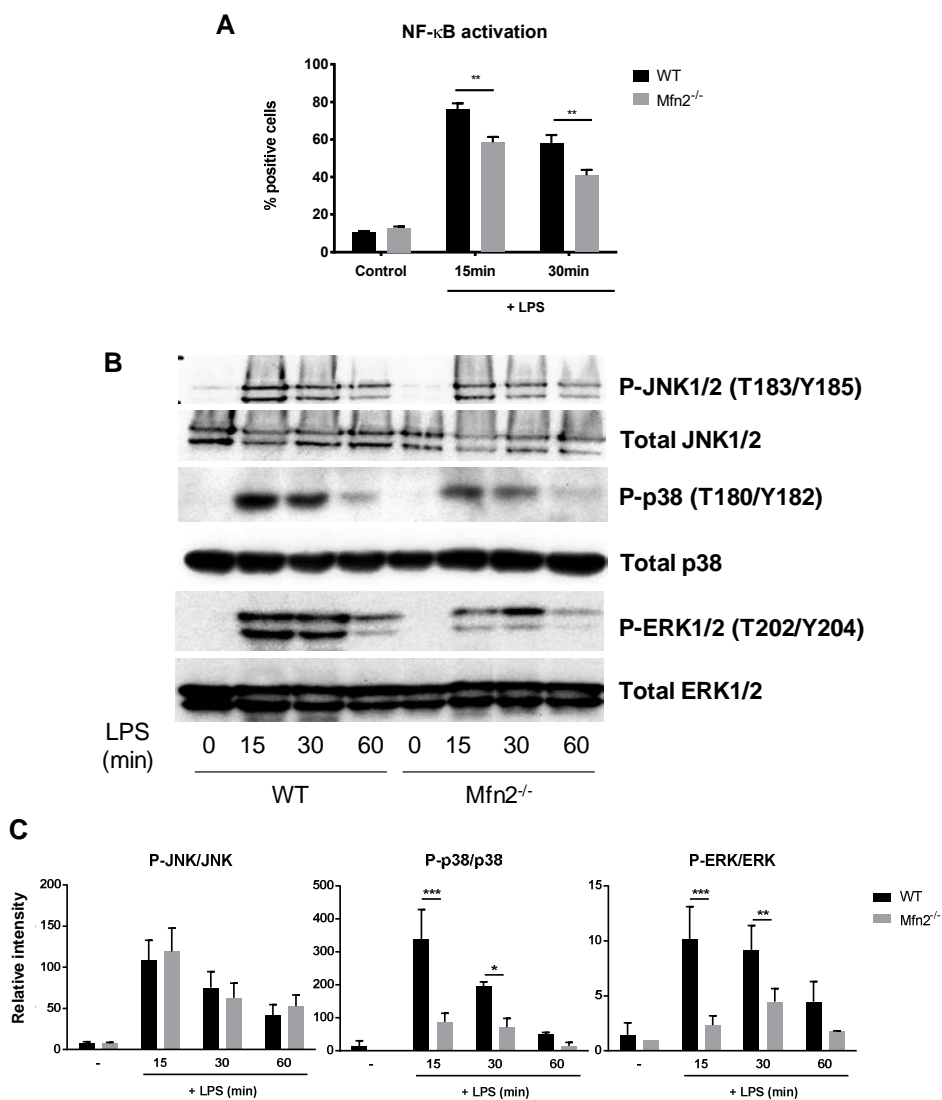 A
NF-κB activation
% positive cells
100
80
60
40
20
0
**
**
WT
Mfn2-/-
Control
15min
30min
+ LPS
B
P-JNK1/2 (T183/Y185)
Total JNK1/2
P-p38 (T180/Y182)
Total p38
P-ERK1/2 (T202/Y204)
Total ERK1/2
LPS
(min)
0 15 30 60 0 15 30 60
WT Mfn2-/-
C
P-JNK/JNK
Relative intensity
200
150
100
50
0
- 15 30 60
+ LPS (min)
P-p38/p38
500
400
300
200
100
0
***
*
- 15 30 60
+ LPS (min)
P-ERK/ERK
15
10
5
0
***
**
- 15 30 60
+ LPS (min)
WT
Mfn2-/-